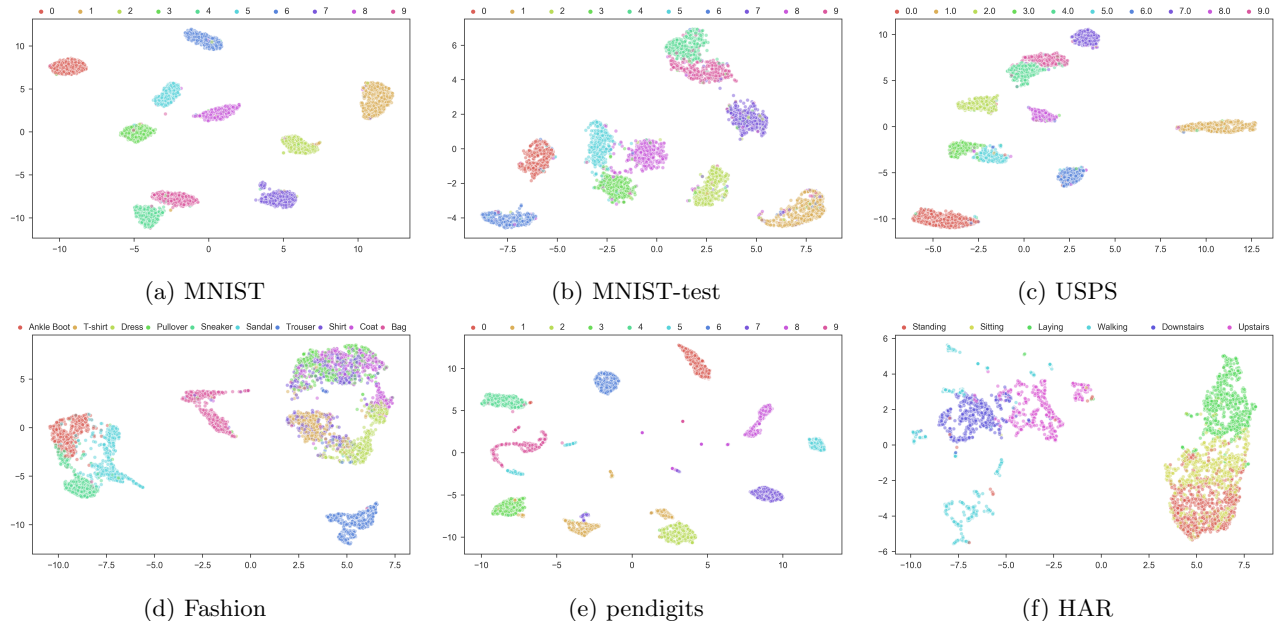 0 1 2 3 4 5 6 7 8 9
10
5
0
−5
−10
−10 −5 0 5 10
(a) MNIST
0 1 2 3 4 5 6 7 8 9
6
4
2
0
−2
−4
−7.5 −5.0 −2.5 0.0 2.5 5.0 7.5
(b) MNIST-test
0.0 1.0 2.0 3.0 4.0 5.0 6.0 7.0 8.0 9.0
10
5
0
−5
−10
−5.0 −2.5 0.0 2.5 5.0 7.5 10.0 12.5
(c) USPS
Ankle Boot T-shirt Dress Pullover Sneaker Sandal Trouser Shirt Coat Bag
5
0
−5
−10
−10.0 −7.5 −5.0 −2.5 0.0 2.5 5.0 7.5
(d) Fashion
0 1 2 3 4 5 6 7 8 9
10
5
0
−5
−10
−10 −5 0 5 10
(e) pendigits
Standing Sitting Laying Walking Downstairs Upstairs
6
4
2
0
−2
−4
−6
−10.0 −7.5 −5.0 −2.5 0.0 2.5 5.0 7.5
(f) HAR